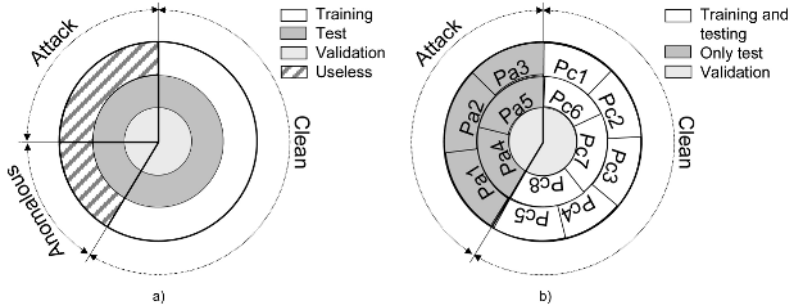 Attack
Anomalous
Clean
Training
Test
Validation
Useless
a)
Attack
Clean
Pa3
Pa2
Pa1
Pa5
Pa4
Pc1
Pc2
Pc3
Pc4
Pc5
Pc6
Pc7
Pc8
Training and
testing
Only test
Validation
b)